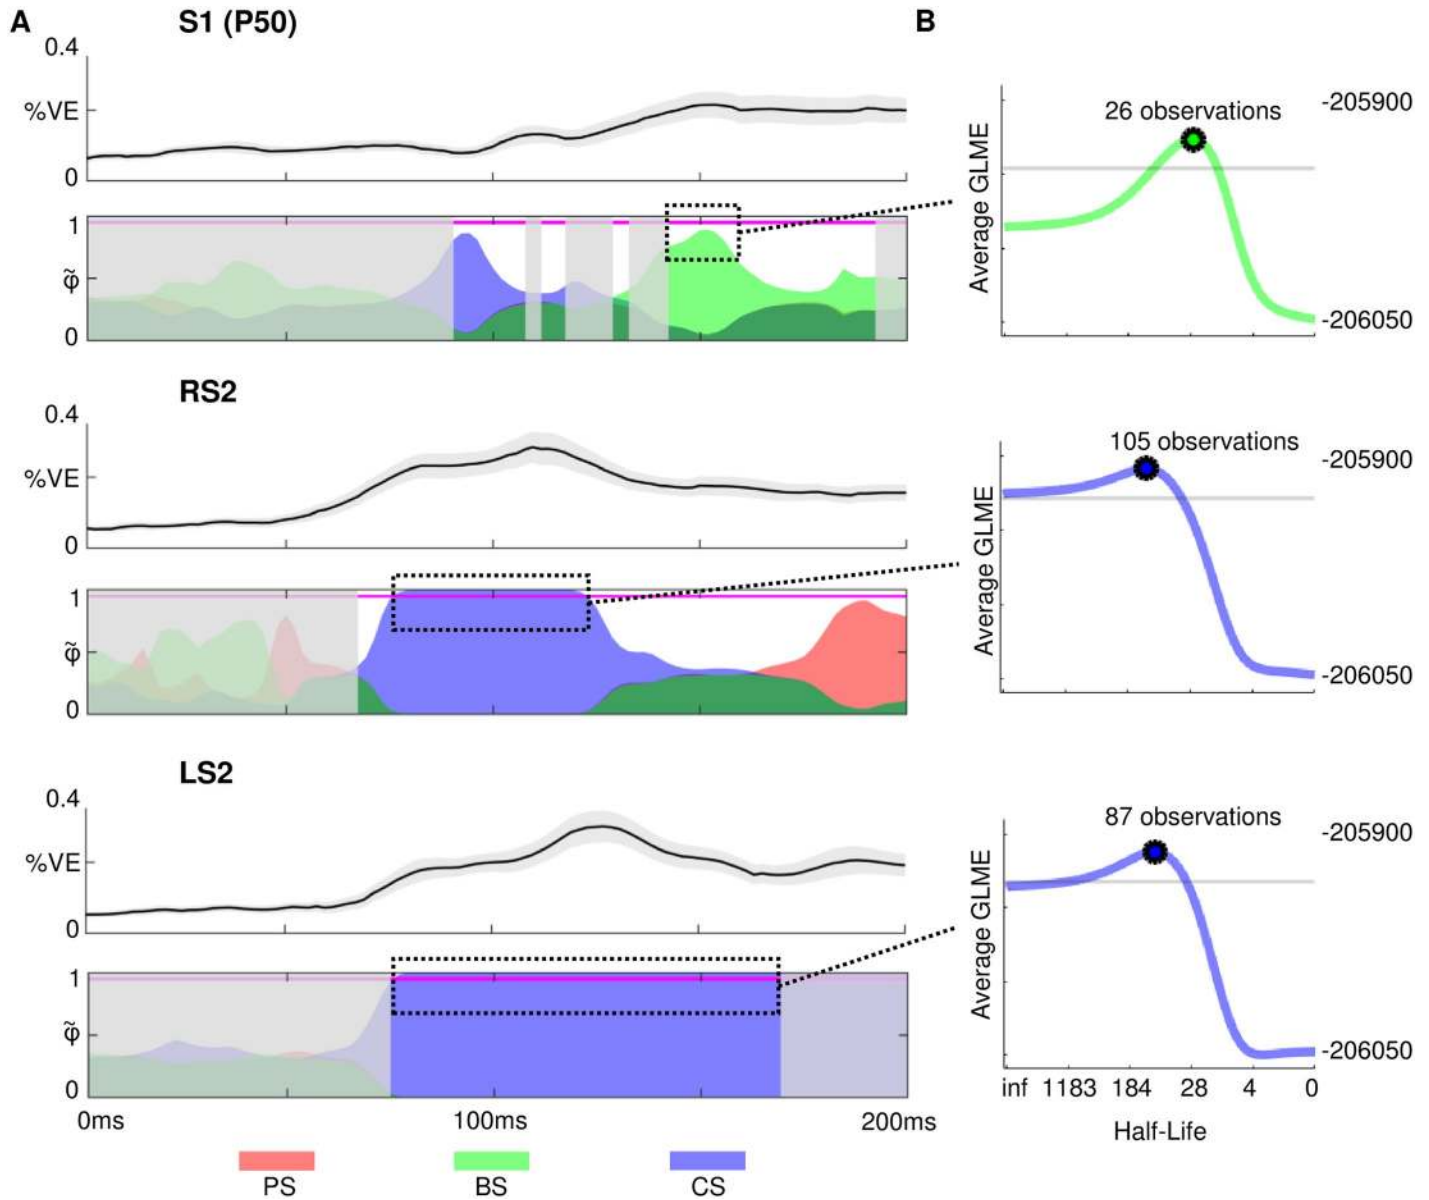 A
S1 (P50)
0.4
%VE
0
1
φ̃
0
RS2
0.4
%VE
0
1
φ̃
0
LS2
0.4
%VE
0
1
φ̃
0
0ms 100ms 200ms
PS BS CS
B
26 observations
-205900
Average GLME
-206050
105 observations
-205900
Average GLME
-206050
87 observations
-205900
Average GLME
-206050
inf 1183 184 28 4 0
Half-Life